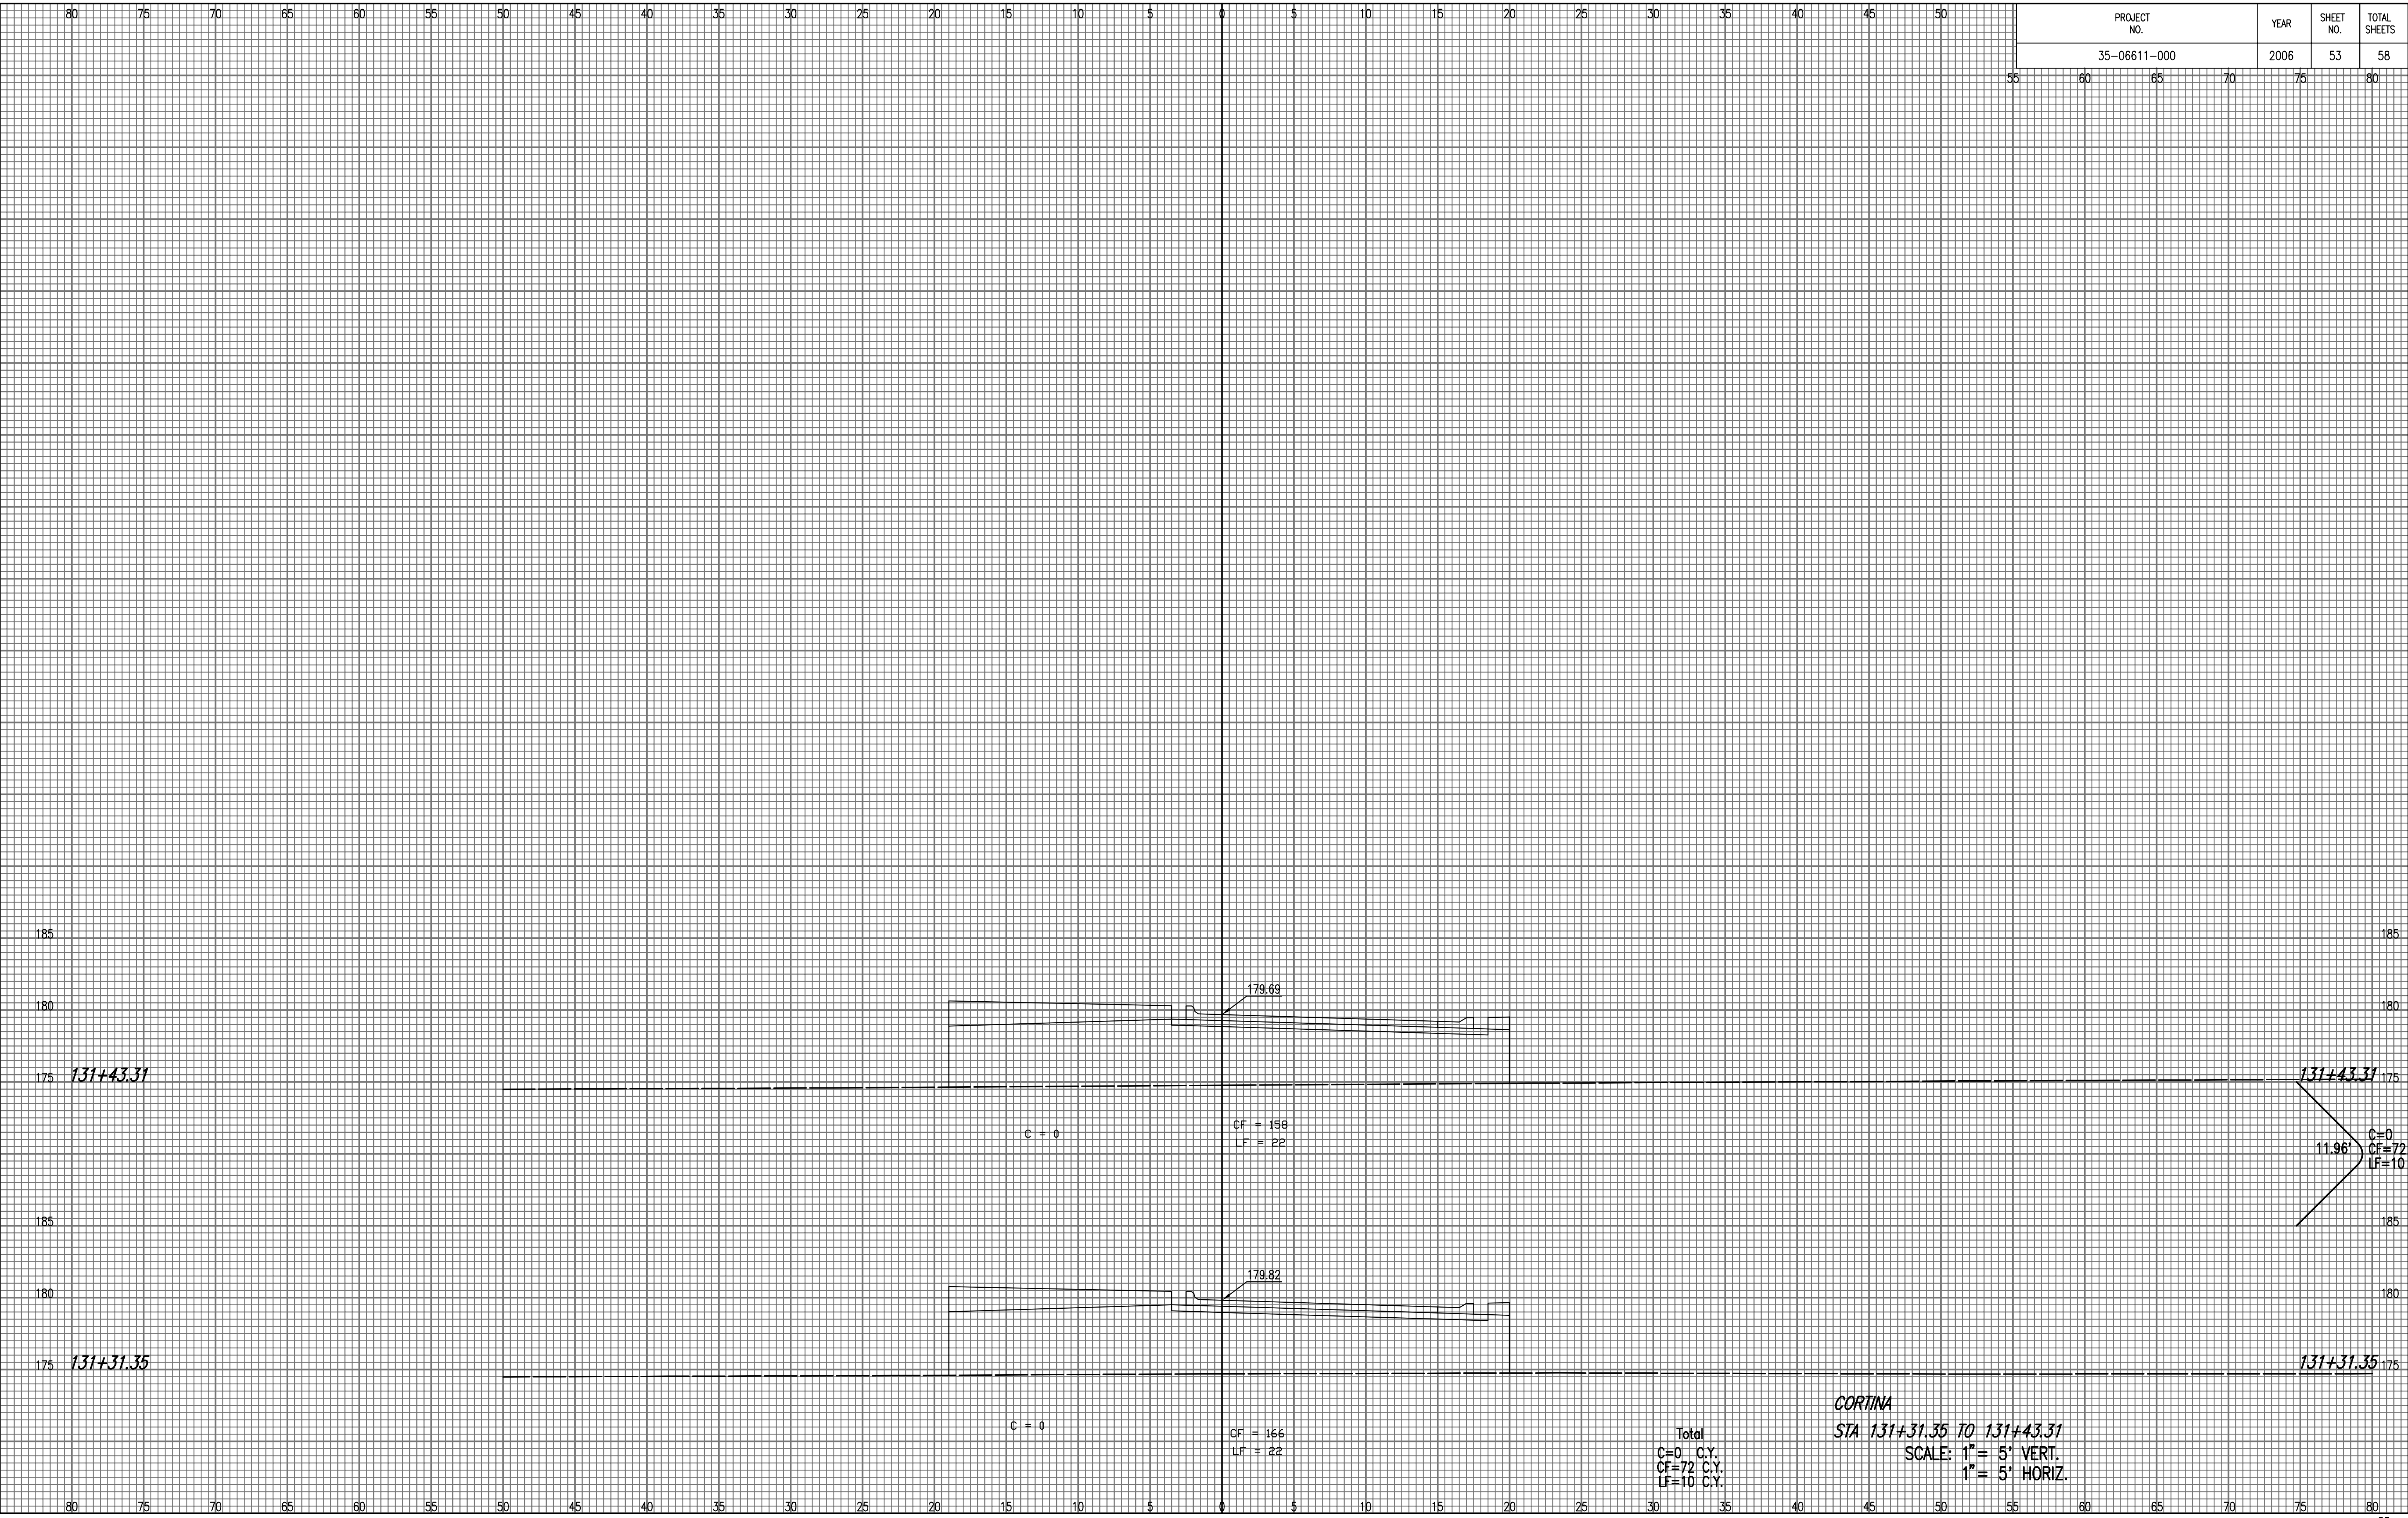 80 75 70 65 60 55 50 45 40 35 30 25 20 15 10 5 0 5 10 15 20 25 30 35 40 45 50
PROJECT NO. YEAR SHEET NO. TOTAL SHEETS
35-06611-000 2006 53 58
55 60 65 70 75 80
185 185
179.69
180 180
175 131+43.31 131+43.31 175
CF = 158
C = 0
LF = 22
C=0
11.96' CF=72
LF=10
185 185
179.82
180 180
175 131+31.35 131+31.35 175
CORTINA
C = 0
CF = 166
LF = 22
Total
C=0 C.Y.
CF=72 C.Y.
LF=10 C.Y.
STA 131+31.35 TO 131+43.31
SCALE: 1"= 5' VERT.
1"= 5' HORIZ.
80 75 70 65 60 55 50 45 40 35 30 25 20 15 10 5 0 5 10 15 20 25 30 35 40 45 50 55 60 65 70 75 80